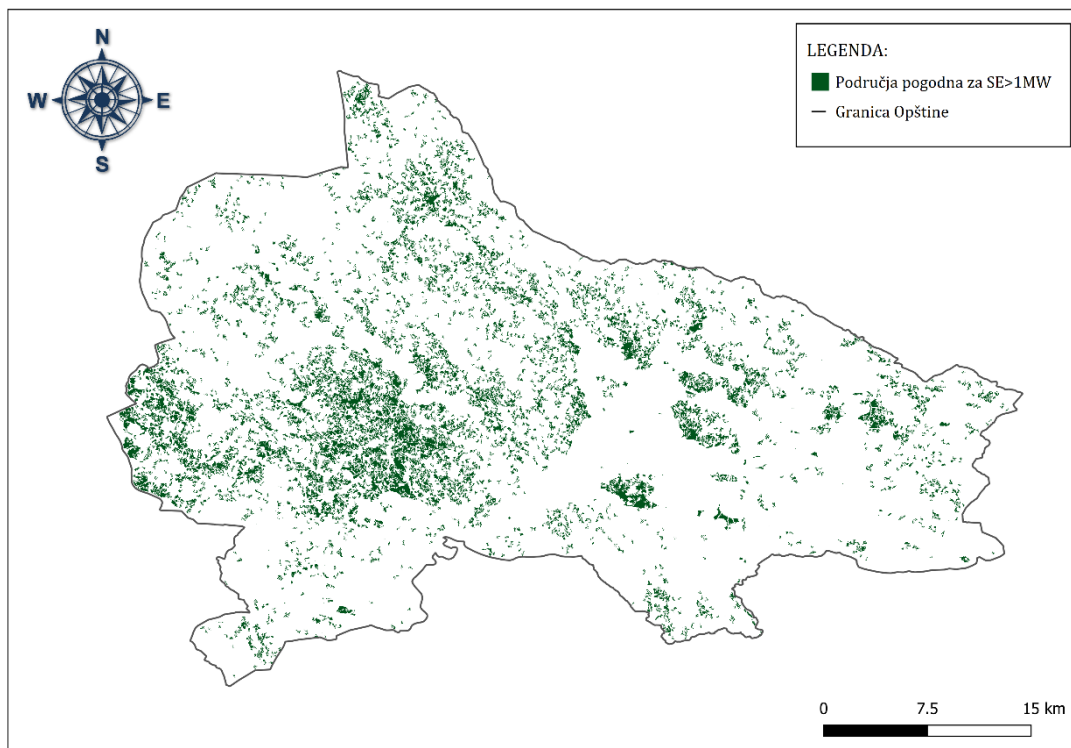 N
W E
S
LEGENDA:
Područja pogodna za SE>1MW
Granica Opštine
0 7.5 15 km